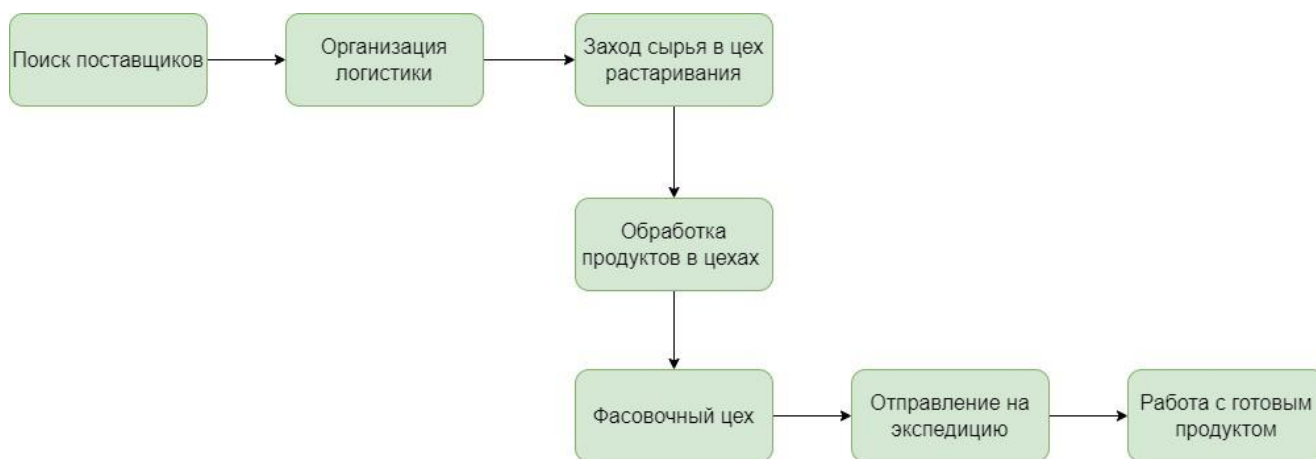 Поиск поставщиков
Организация
логистики
Заход сырья в цех
растаривания
Обработка
продуктов в цехах
Фасовочный цех
Отправление на
экспедицию
Работа с готовым
продуктом